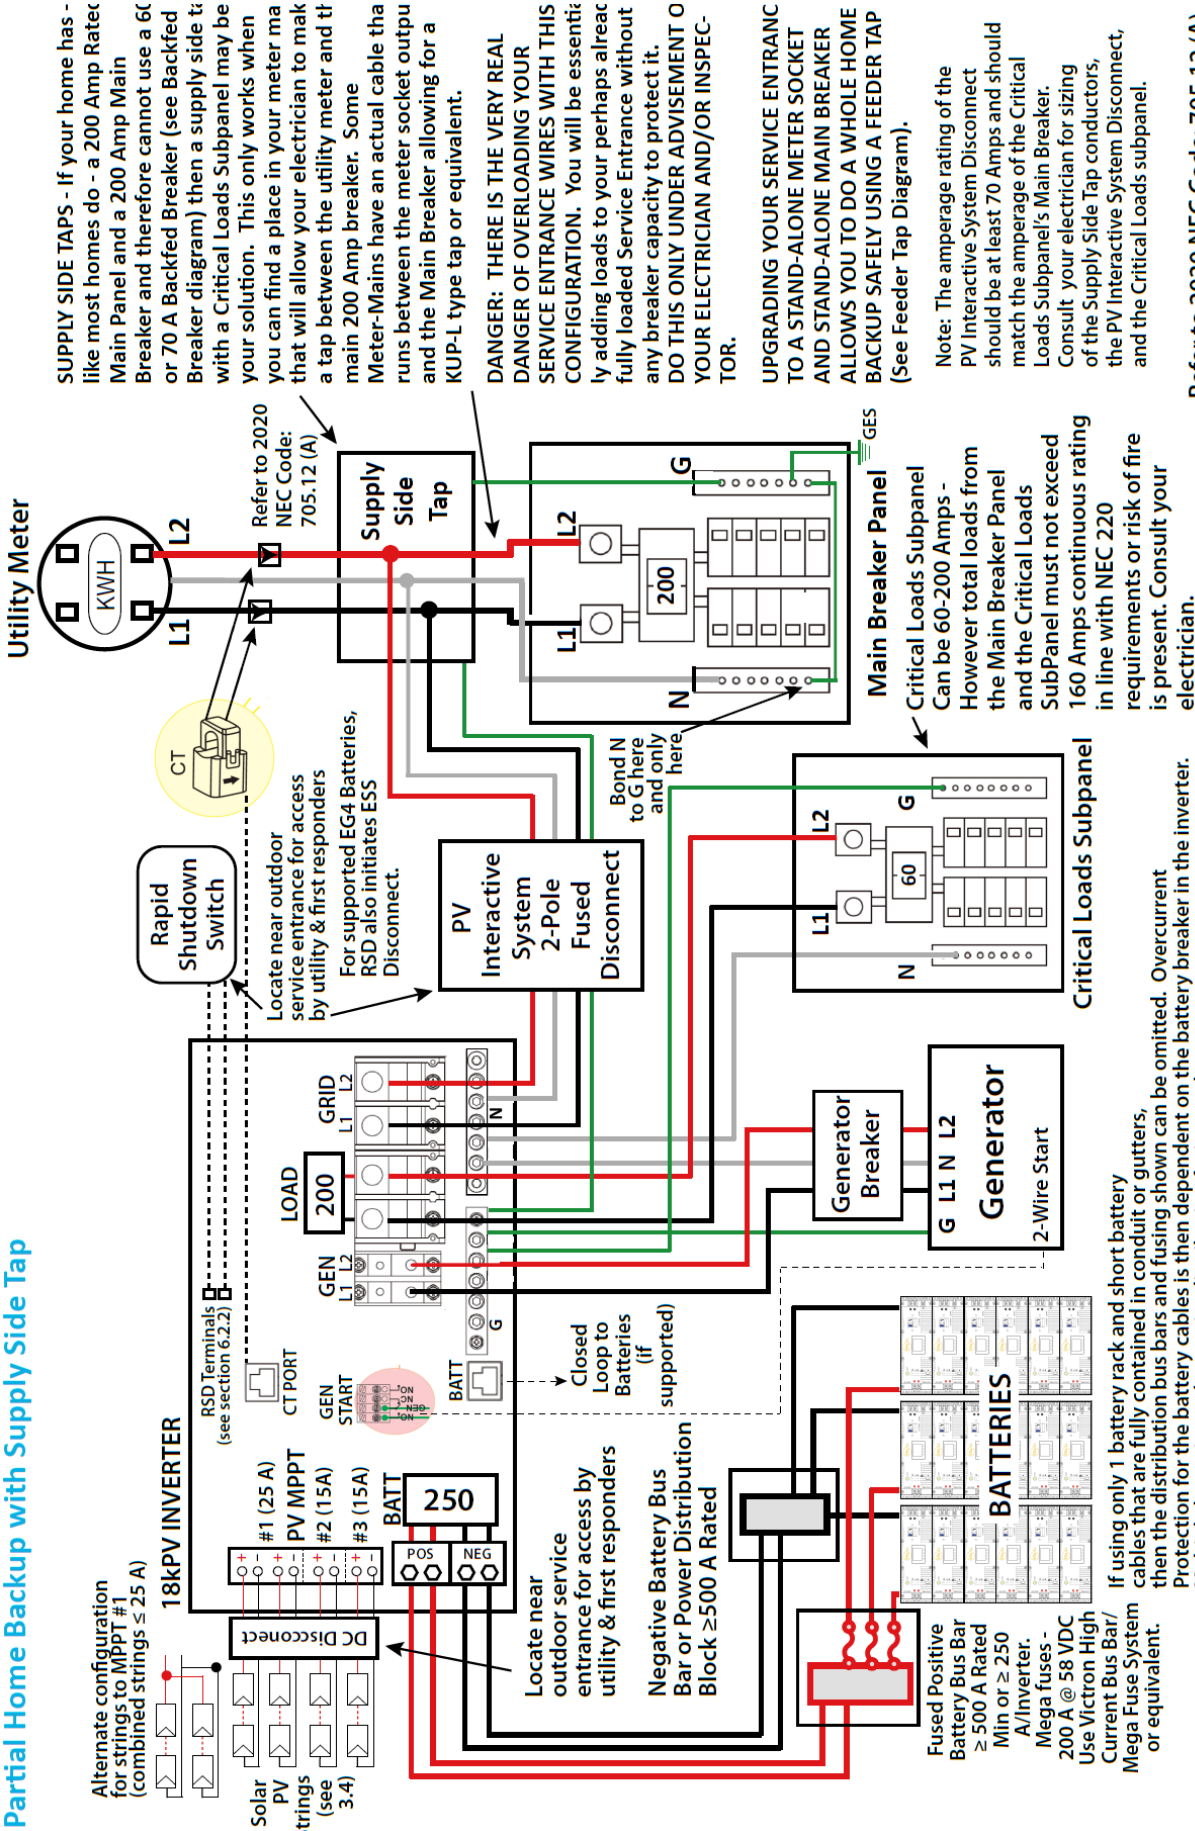 Partial Home Backup with Supply Side Tap
Alternate configuration
for strings to MPPT #1
(combined strings ≤ 25 A)
Solar
PV
trings
(see
3.4)
DC Discconect
18kPV INVERTER
#1 (25 A)
PV MPPT
#2 (15A)
#3 (15A)
BATT
250
POS
NEG
RSD Terminals
(see section 6.2.2)
CT PORT
GEN
START
NO
NC
GEN
NO
BATT
Closed
Loop to
Batteries
(if
supported)
GEN
L1 L2
LOAD
200
GRID
L1 L2
N
G
Locate near
outdoor service
entrance for access by
utility & first responders
Negative Battery Bus
Bar or Power Distribution
Block ≥500 A Rated
Fused Positive
Battery Bus Bar
≥ 500 A Rated
Min or ≥ 250
A/Inverter.
Mega fuses -
200 A @ 58 VDC
Use Victron High
Current Bus Bar/
Mega Fuse System
or equivalent.
BATTERIES
If using only 1 battery rack and short battery
cables that are fully contained in conduit or gutters,
then the distribution bus bars and fusing shown can be omitted. Overcurrent
Protection for the battery cables is then dependent on the battery breaker in the inverter.
Generator
Breaker
G L1 N L2
Generator
2-Wire Start
Rapid
Shutdown
Switch
Locate near outdoor
service entrance for access
by utility & first responders
For supported EG4 Batteries,
RSD also initiates ESS
Disconnect.
PV
Interactive
System
2-Pole
Fused
Disconnect
CT
Utility Meter
KWH
L1
L2
Refer to 2020
NEC Code:
705.12 (A)
Supply
Side
Tap
L1
L2
200
N
G
GES
Main Breaker Panel
Bond N
to G here
and only
here
L1
L2
60
N
G
Critical Loads Subpanel
Critical Loads Subpanel
Can be 60-200 Amps -
However total loads from
the Main Breaker Panel
and the Critical Loads
SubPanel must not exceed
160 Amps continuous rating
in line with NEC 220
requirements or risk of fire
is present. Consult your
electrician.
SUPPLY SIDE TAPS - If your home has -
like most homes do - a 200 Amp Rated
Main Panel and a 200 Amp Main
Breaker and therefore cannot use a 60
or 70 A Backfed Breaker (see Backfed
Breaker diagram) then a supply side ta
with a Critical Loads Subpanel may be
your solution. This only works when
you can find a place in your meter ma
that will allow your electrician to mak
a tap between the utility meter and th
main 200 Amp breaker. Some
Meter-Mains have an actual cable tha
runs between the meter socket outpu
and the Main Breaker allowing for a
KUP-L type tap or equivalent.
DANGER: THERE IS THE VERY REAL
DANGER OF OVERLOADING YOUR
SERVICE ENTRANCE WIRES WITH THIS
CONFIGURATION. You will be essentia
ly adding loads to your perhaps alread
fully loaded Service Entrance without
any breaker capacity to protect it.
DO THIS ONLY UNDER ADVISEMENT O
YOUR ELECTRICIAN AND/OR INSPEC-
TOR.
UPGRADING YOUR SERVICE ENTRANC
TO A STAND-ALONE METER SOCKET
AND STAND-ALONE MAIN BREAKER
ALLOWS YOU TO DO A WHOLE HOME
BACKUP SAFELY USING A FEEDER TAP
(See Feeder Tap Diagram).
Note: The amperage rating of the
PV Interactive System Disconnect
should be at least 70 Amps and should
match the amperage of the Critical
Loads Subpanel's Main Breaker.
Consult your electrician for sizing
of the Supply Side Tap conductors,
the PV Interactive System Disconnect,
and the Critical Loads subpanel.